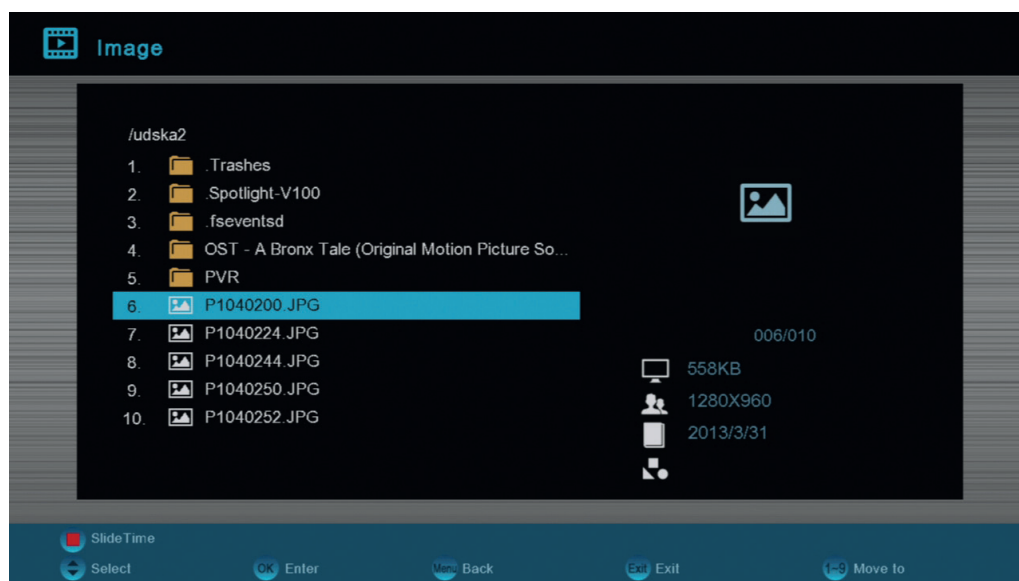 Image
/udska2
1. .Trashes
2. .Spotlight-V100
3. .fseventsd
4. OST - A Bronx Tale (Original Motion Picture So...
5. PVR
6. P1040200.JPG
7. P1040224.JPG
8. P1040244.JPG
9. P1040250.JPG
10. P1040252.JPG
006/010
558KB
1280X960
2013/3/31
SlideTime
Select
OK Enter
Menu Back
Exit Exit
1-9 Move to